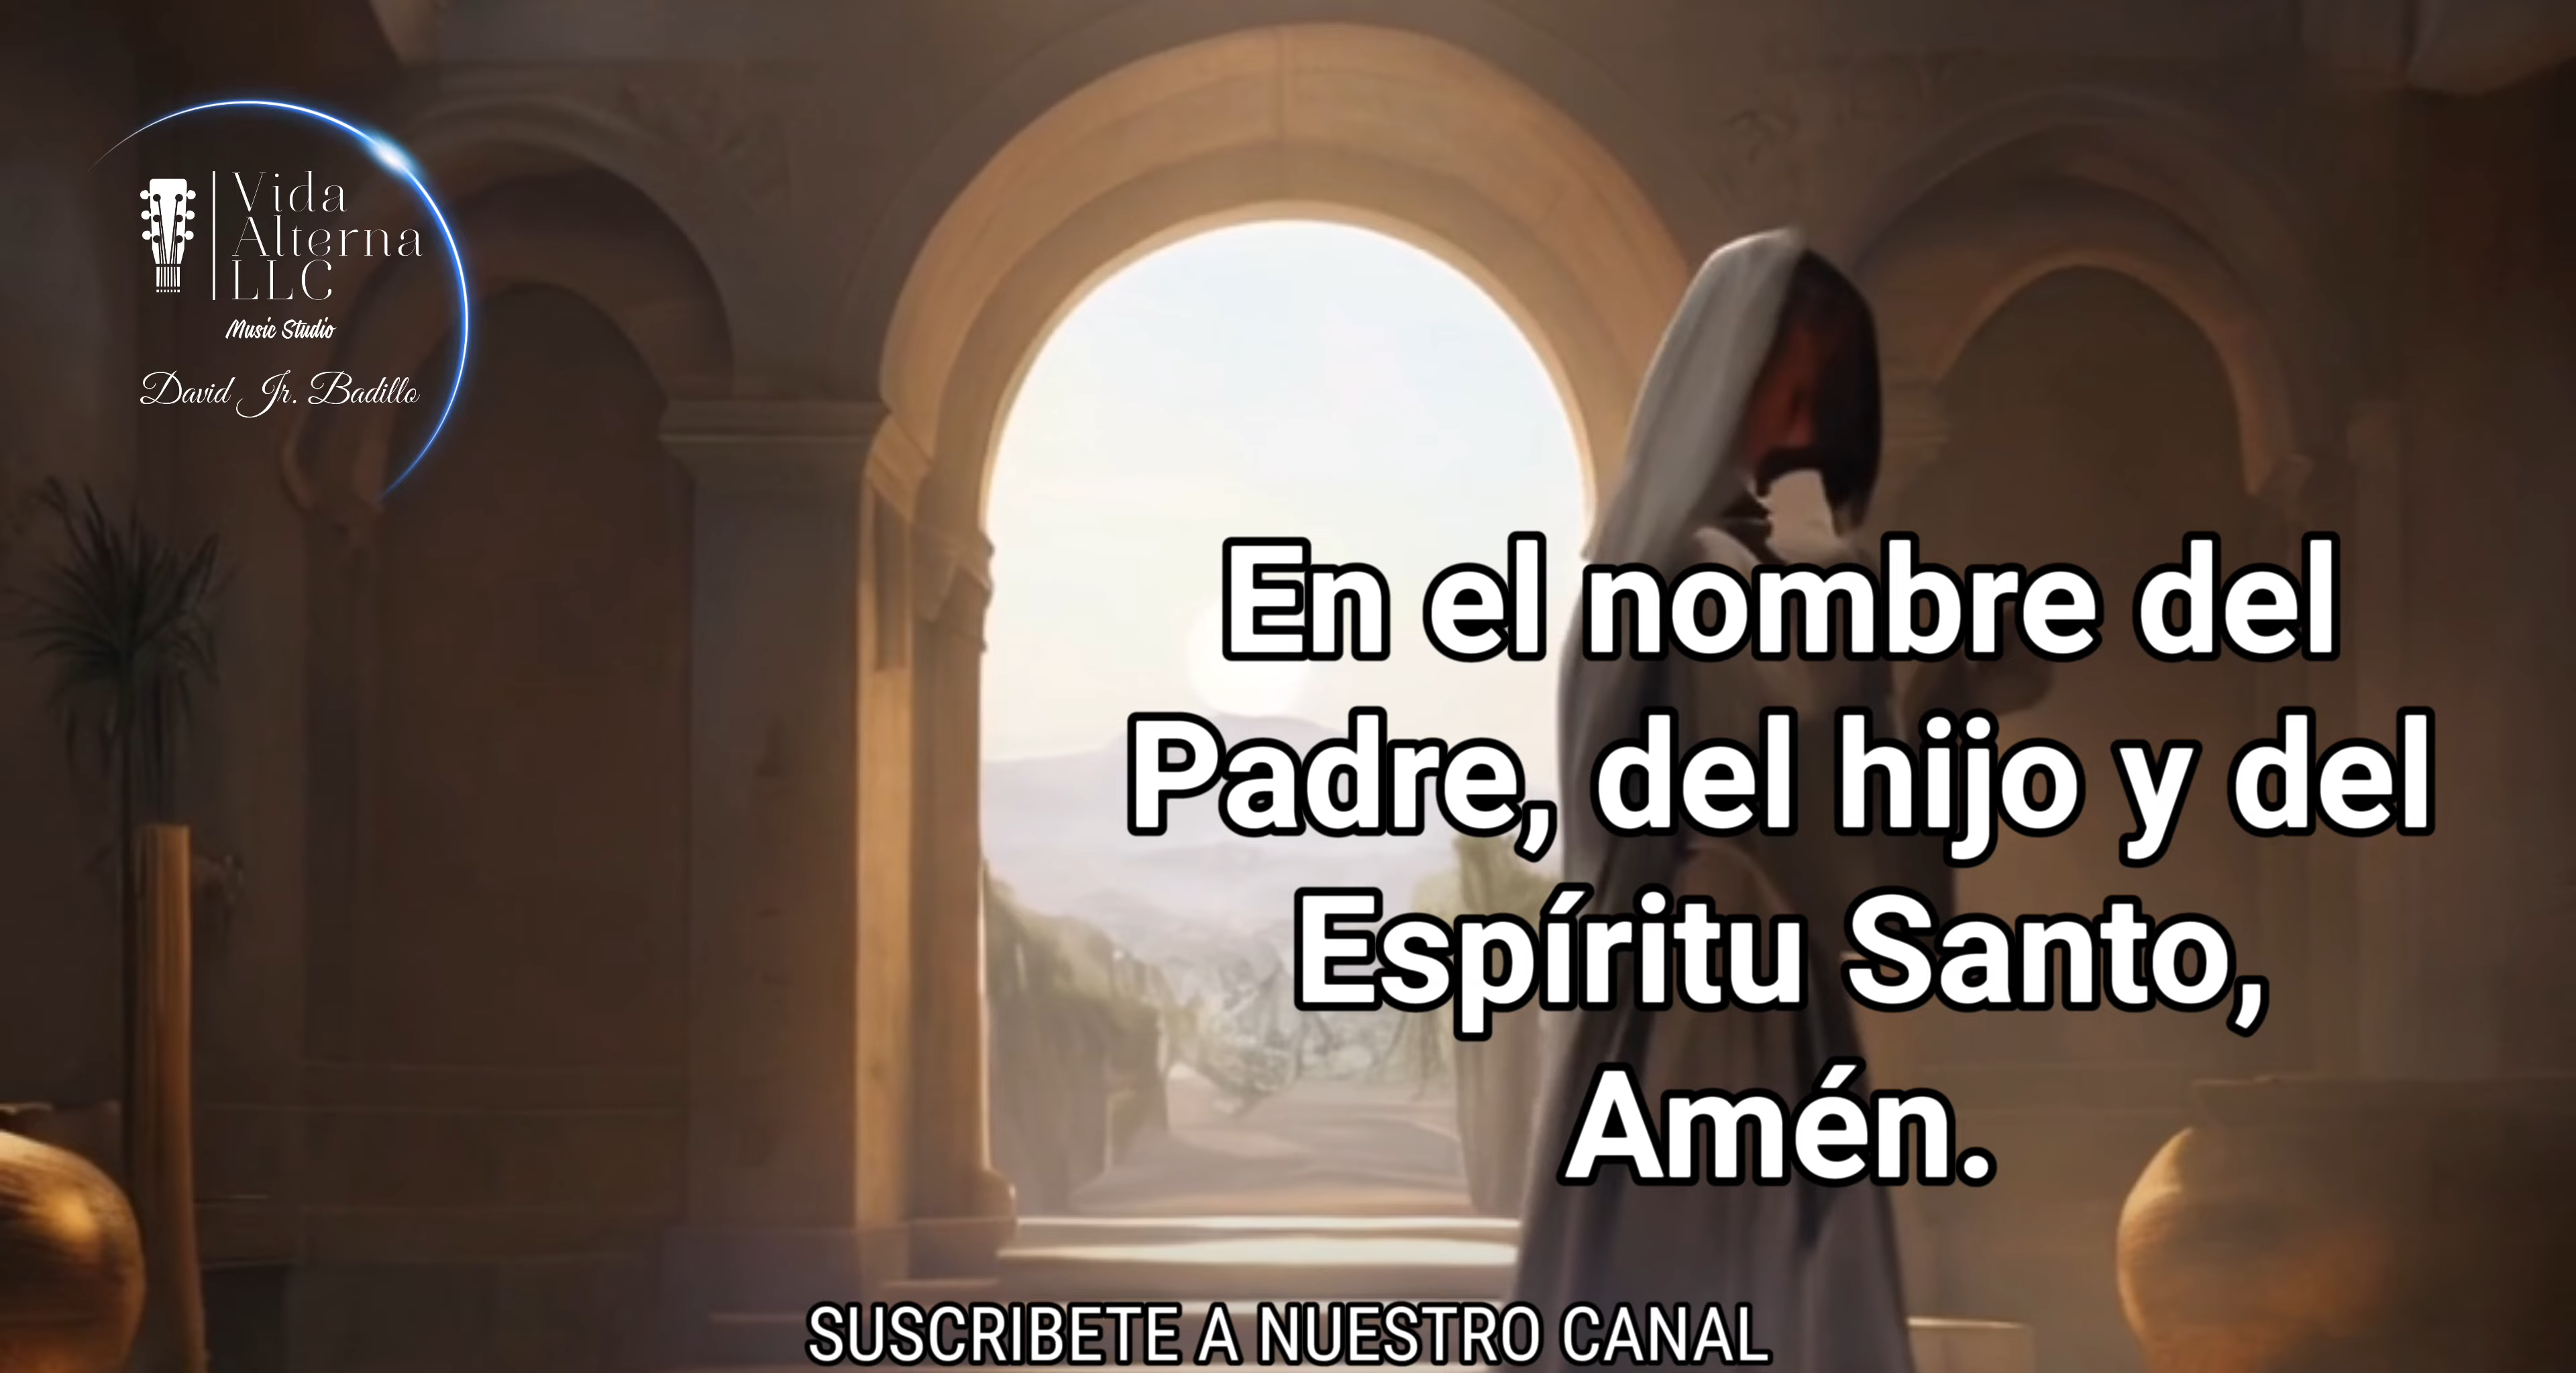 Vida
Alterna
LLC
Music Studio
David Jr. Badillo
En el nombre del
Padre, del hijo y del
Espíritu Santo,
Amén.
SUSCRIBETE A NUESTRO CANAL